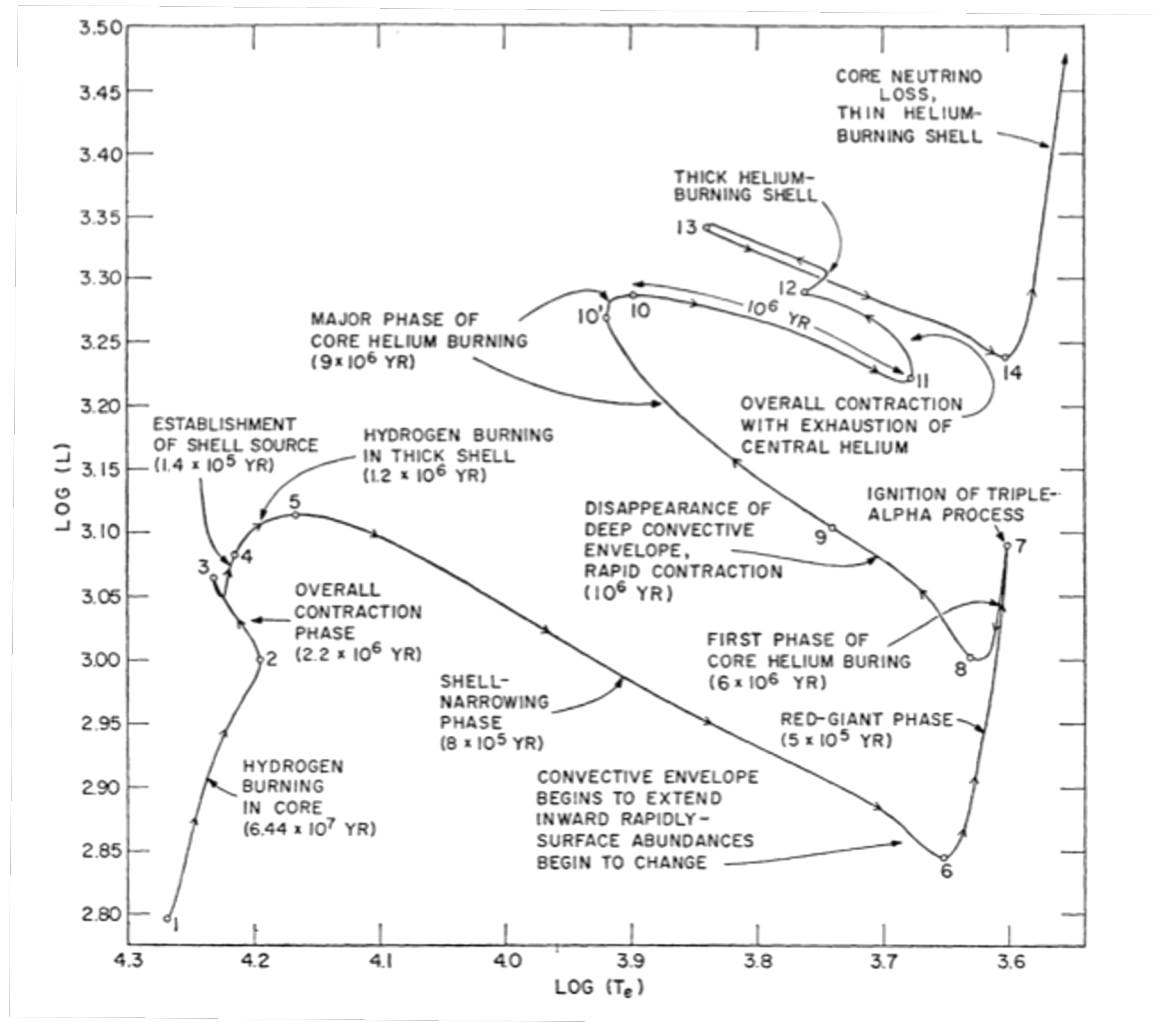 3.50
3.45
3.40
3.35
3.30
3.25
3.20
3.15
3.10
3.05
3.00
2.95
2.90
2.85
2.80
LOG (L)
4.3
4.2
4.1
4.0
3.9
3.8
3.7
3.6
LOG (Te)
CORE NEUTRINO
LOSS,
THIN HELIUM-
BURNING SHELL
THICK HELIUM-
BURNING SHELL
13
12
10'
10
10⁶ YR
11
14
MAJOR PHASE OF
CORE HELIUM BURNING
(9 x 10⁶ YR)
OVERALL CONTRACTION
WITH EXHAUSTION OF
CENTRAL HELIUM
ESTABLISHMENT
OF SHELL SOURCE
(1.4 x 10⁵ YR)
HYDROGEN BURNING
IN THICK SHELL
(1.2 x 10⁶ YR)
5
4
3
IGNITION OF TRIPLE-
ALPHA PROCESS
7
DISAPPEARANCE OF
DEEP CONVECTIVE
ENVELOPE,
RAPID CONTRACTION
(10⁶ YR)
9
OVERALL
CONTRACTION
PHASE
(2.2 x 10⁶ YR)
2
FIRST PHASE OF
CORE HELIUM BURING
(6 x 10⁶ YR)
8
SHELL-
NARROWING
PHASE
(8 x 10⁵ YR)
RED-GIANT PHASE
(5 x 10⁵ YR)
HYDROGEN
BURNING
IN CORE
(6.44 x 10⁷ YR)
CONVECTIVE ENVELOPE
BEGINS TO EXTEND
INWARD RAPIDLY-
SURFACE ABUNDANCES
BEGIN TO CHANGE
6
1